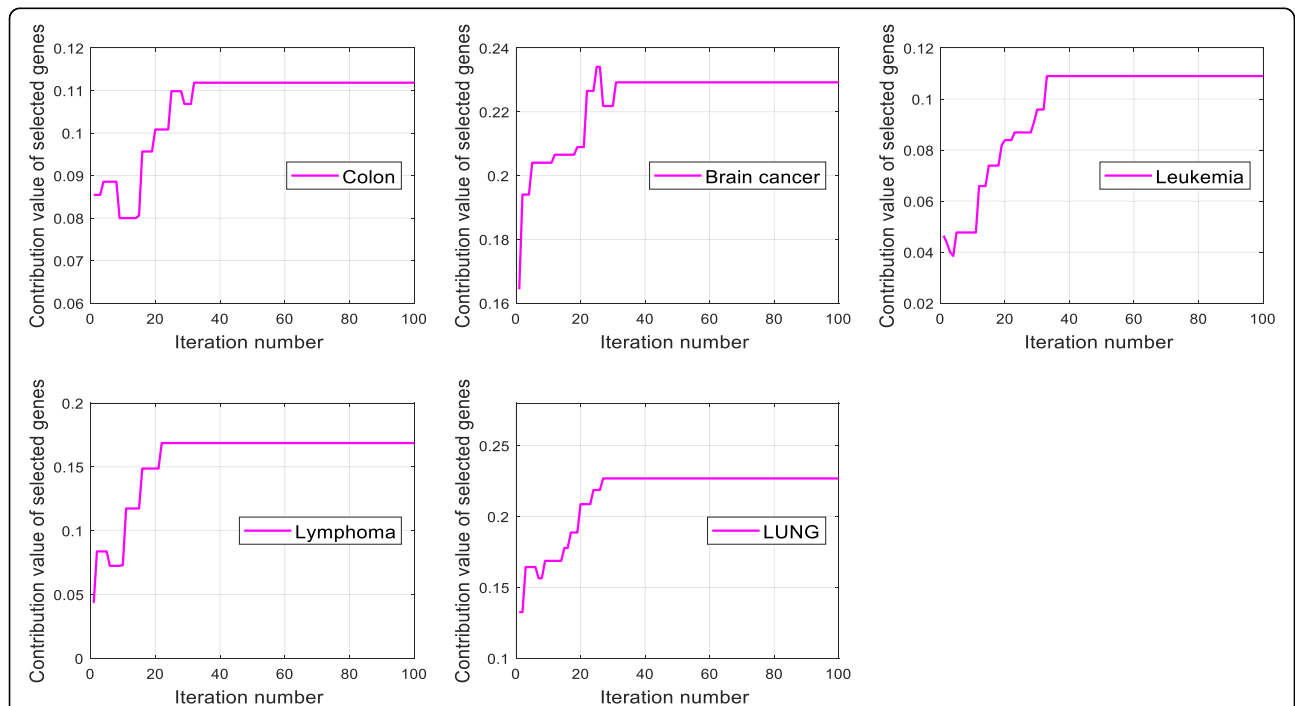 Contribution value of selected genes
0.12
0.11
0.1
0.09
0.08
0.07
0.06
Colon
0 20 40 60 80 100
Iteration number
Contribution value of selected genes
0.24
0.22
0.2
0.18
0.16
Brain cancer
0 20 40 60 80 100
Iteration number
Contribution value of selected genes
0.12
0.1
0.08
0.06
0.04
0.02
Leukemia
0 20 40 60 80 100
Iteration number
Contribution value of selected genes
0.2
0.15
0.1
0.05
0
Lymphoma
0 20 40 60 80 100
Iteration number
Contribution value of selected genes
0.25
0.2
0.15
0.1
LUNG
0 20 40 60 80 100
Iteration number